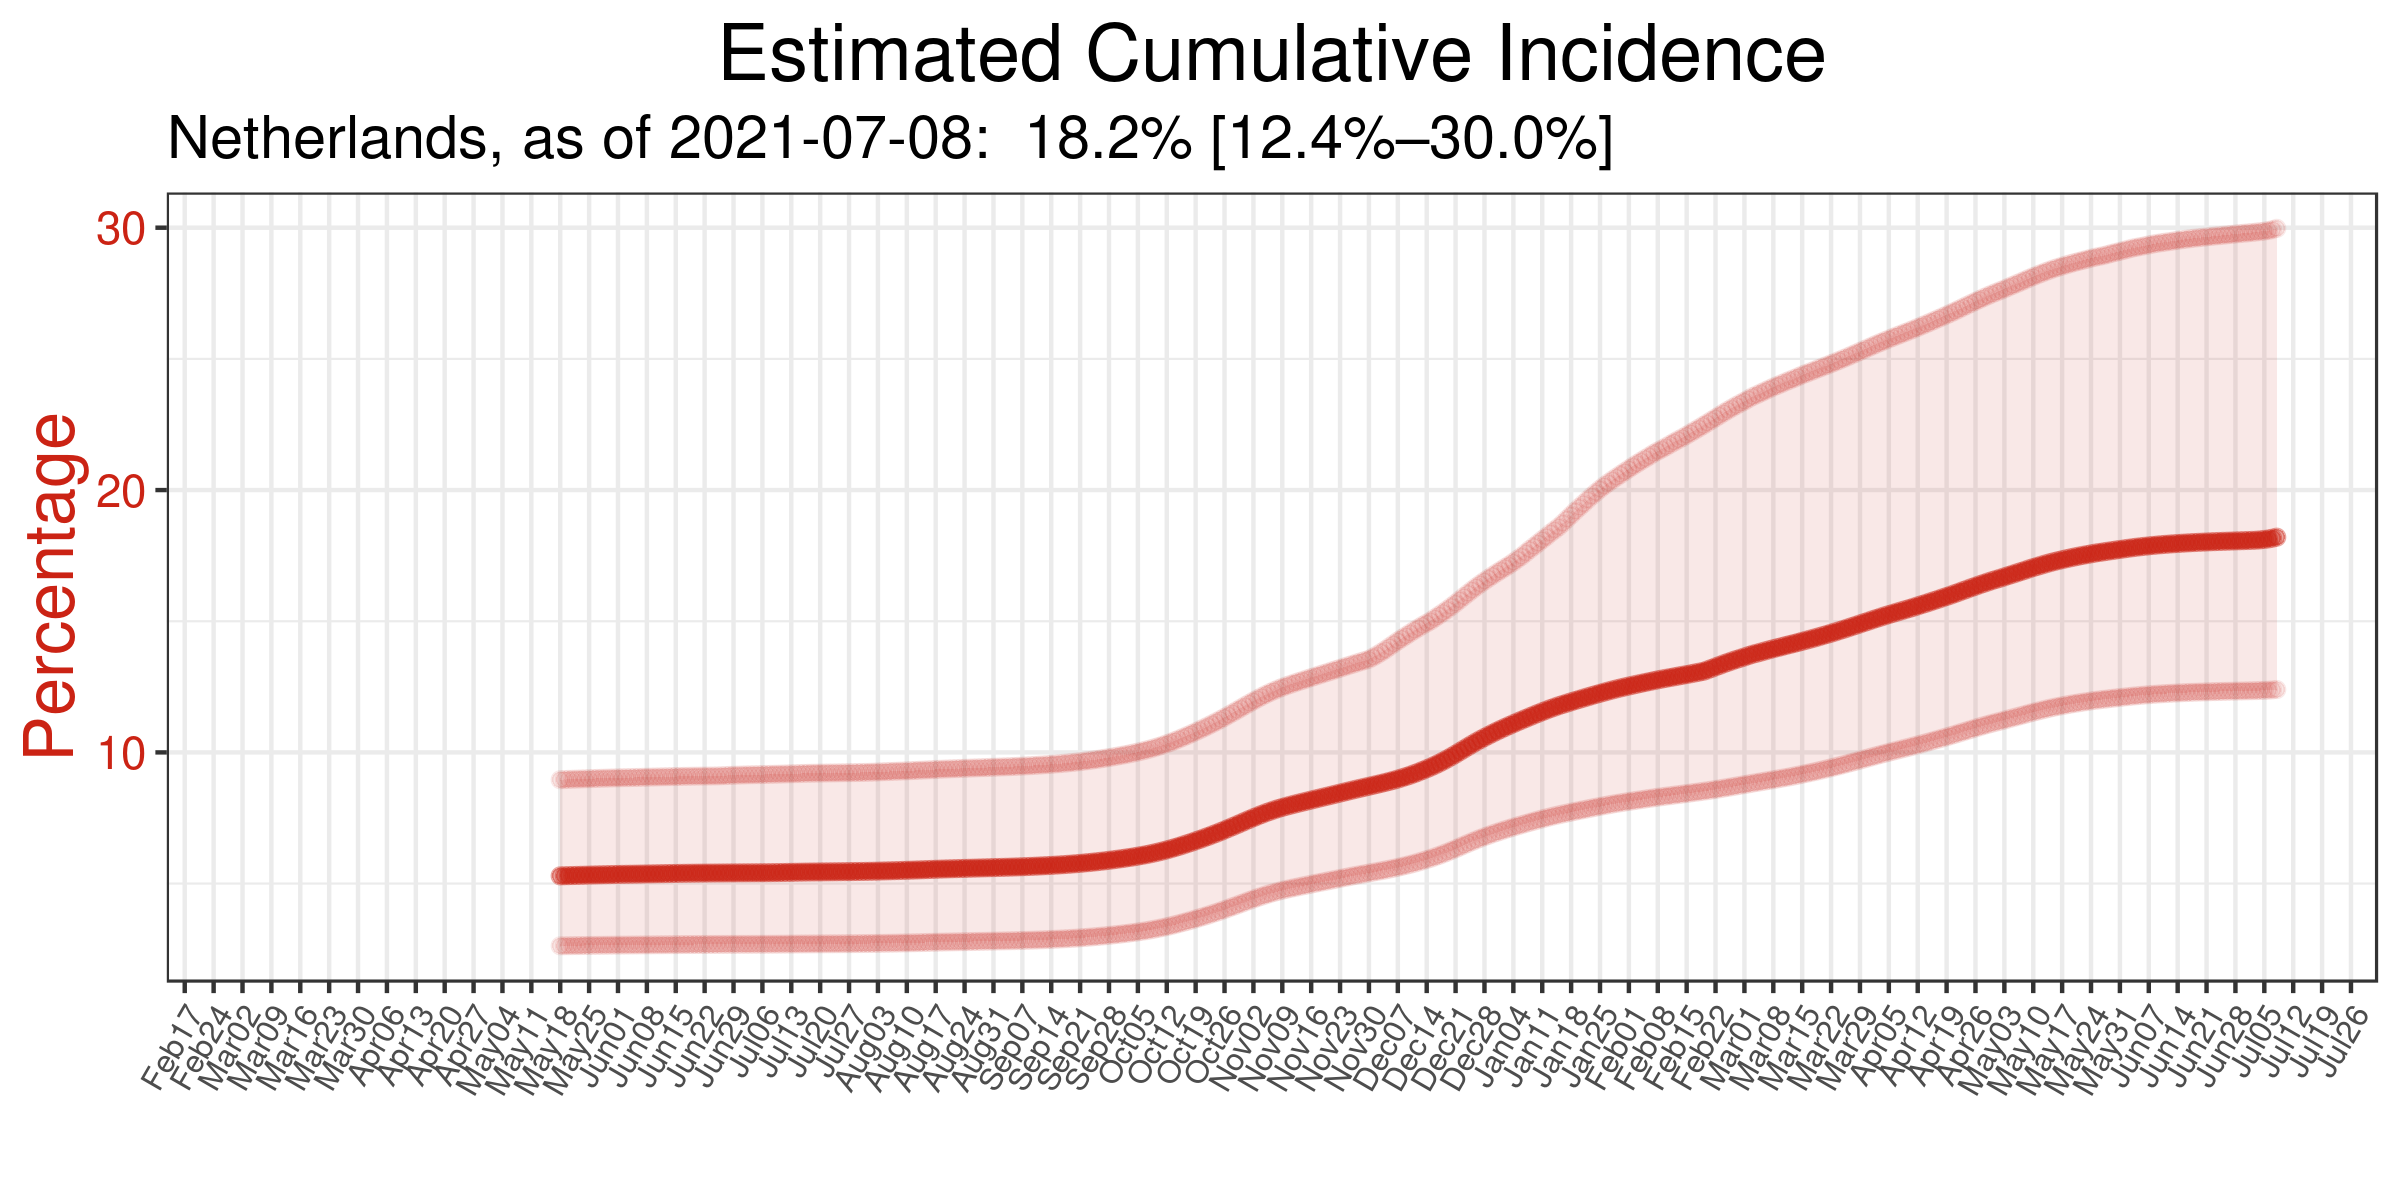 Estimated Cumulative Incidence
Netherlands, as of 2021-07-08:  18.2% [12.4%–30.0%]
Percentage
30
20
10
Feb17
Feb24
Mar02
Mar09
Mar16
Mar23
Mar30
Apr06
Apr13
Apr20
Apr27
May04
May11
May18
May25
Jun01
Jun08
Jun15
Jun22
Jun29
Jul06
Jul13
Jul20
Jul27
Aug03
Aug10
Aug17
Aug24
Aug31
Sep07
Sep14
Sep21
Sep28
Oct05
Oct12
Oct19
Oct26
Nov02
Nov09
Nov16
Nov23
Nov30
Dec07
Dec14
Dec21
Dec28
Jan04
Jan11
Jan18
Jan25
Feb01
Feb08
Feb15
Feb22
Mar01
Mar08
Mar15
Mar22
Mar29
Apr05
Apr12
Apr19
Apr26
May03
May10
May17
May24
May31
Jun07
Jun14
Jun21
Jun28
Jul05
Jul12
Jul19
Jul26